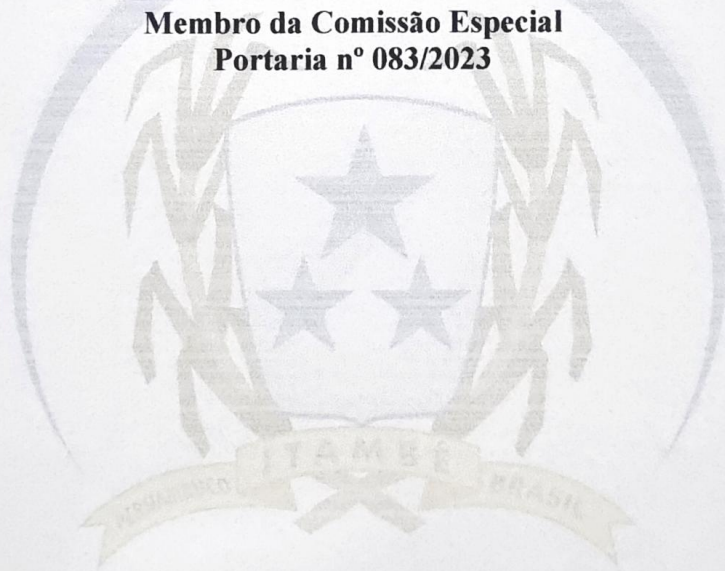 Membro da Comissão Especial
Portaria nº 083/2023
ITAMBÉ
PERNAMBUCO
BRASIL